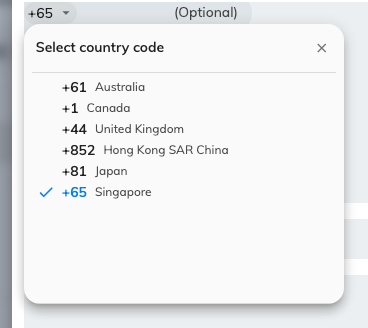 +65 (Optional)
Select country code
+61 Australia
+1 Canada
+44 United Kingdom
+852 Hong Kong SAR China
+81 Japan
+65 Singapore